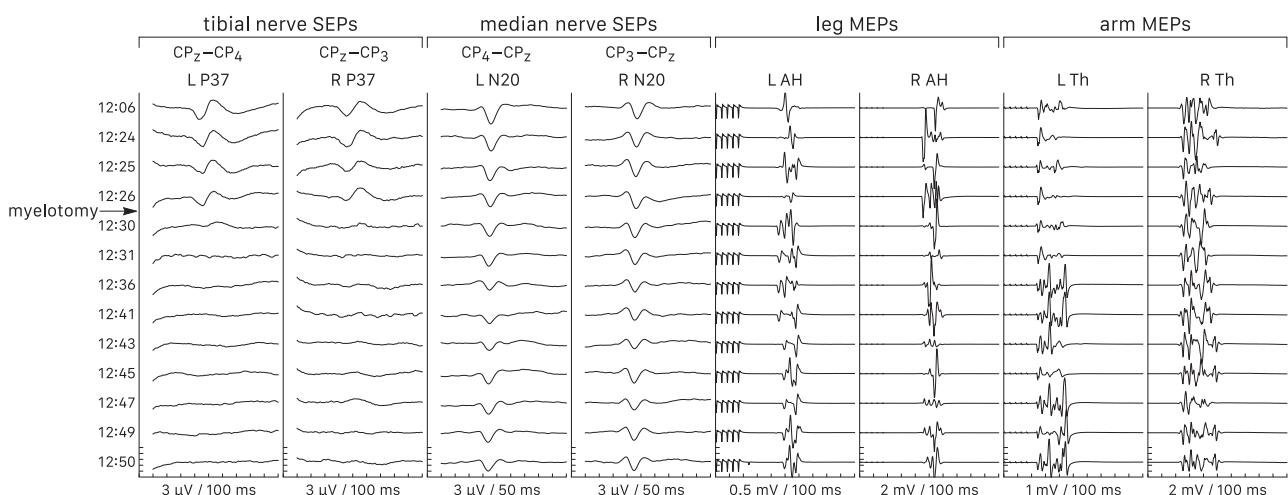 tibial nerve SEPs median nerve SEPs leg MEPs arm MEPs
CPz–CP4 CPz–CP3 CP4–CPz CP3–CPz
L P37 R P37 L N20 R N20 L AH R AH L Th R Th
12:06
12:24
12:25
12:26
myelotomy
12:30
12:31
12:36
12:41
12:43
12:45
12:47
12:49
12:50
3 µV / 100 ms 3 µV / 100 ms 3 µV / 50 ms 3 µV / 50 ms 0.5 mV / 100 ms 2 mV / 100 ms 1 mV / 100 ms 2 mV / 100 ms